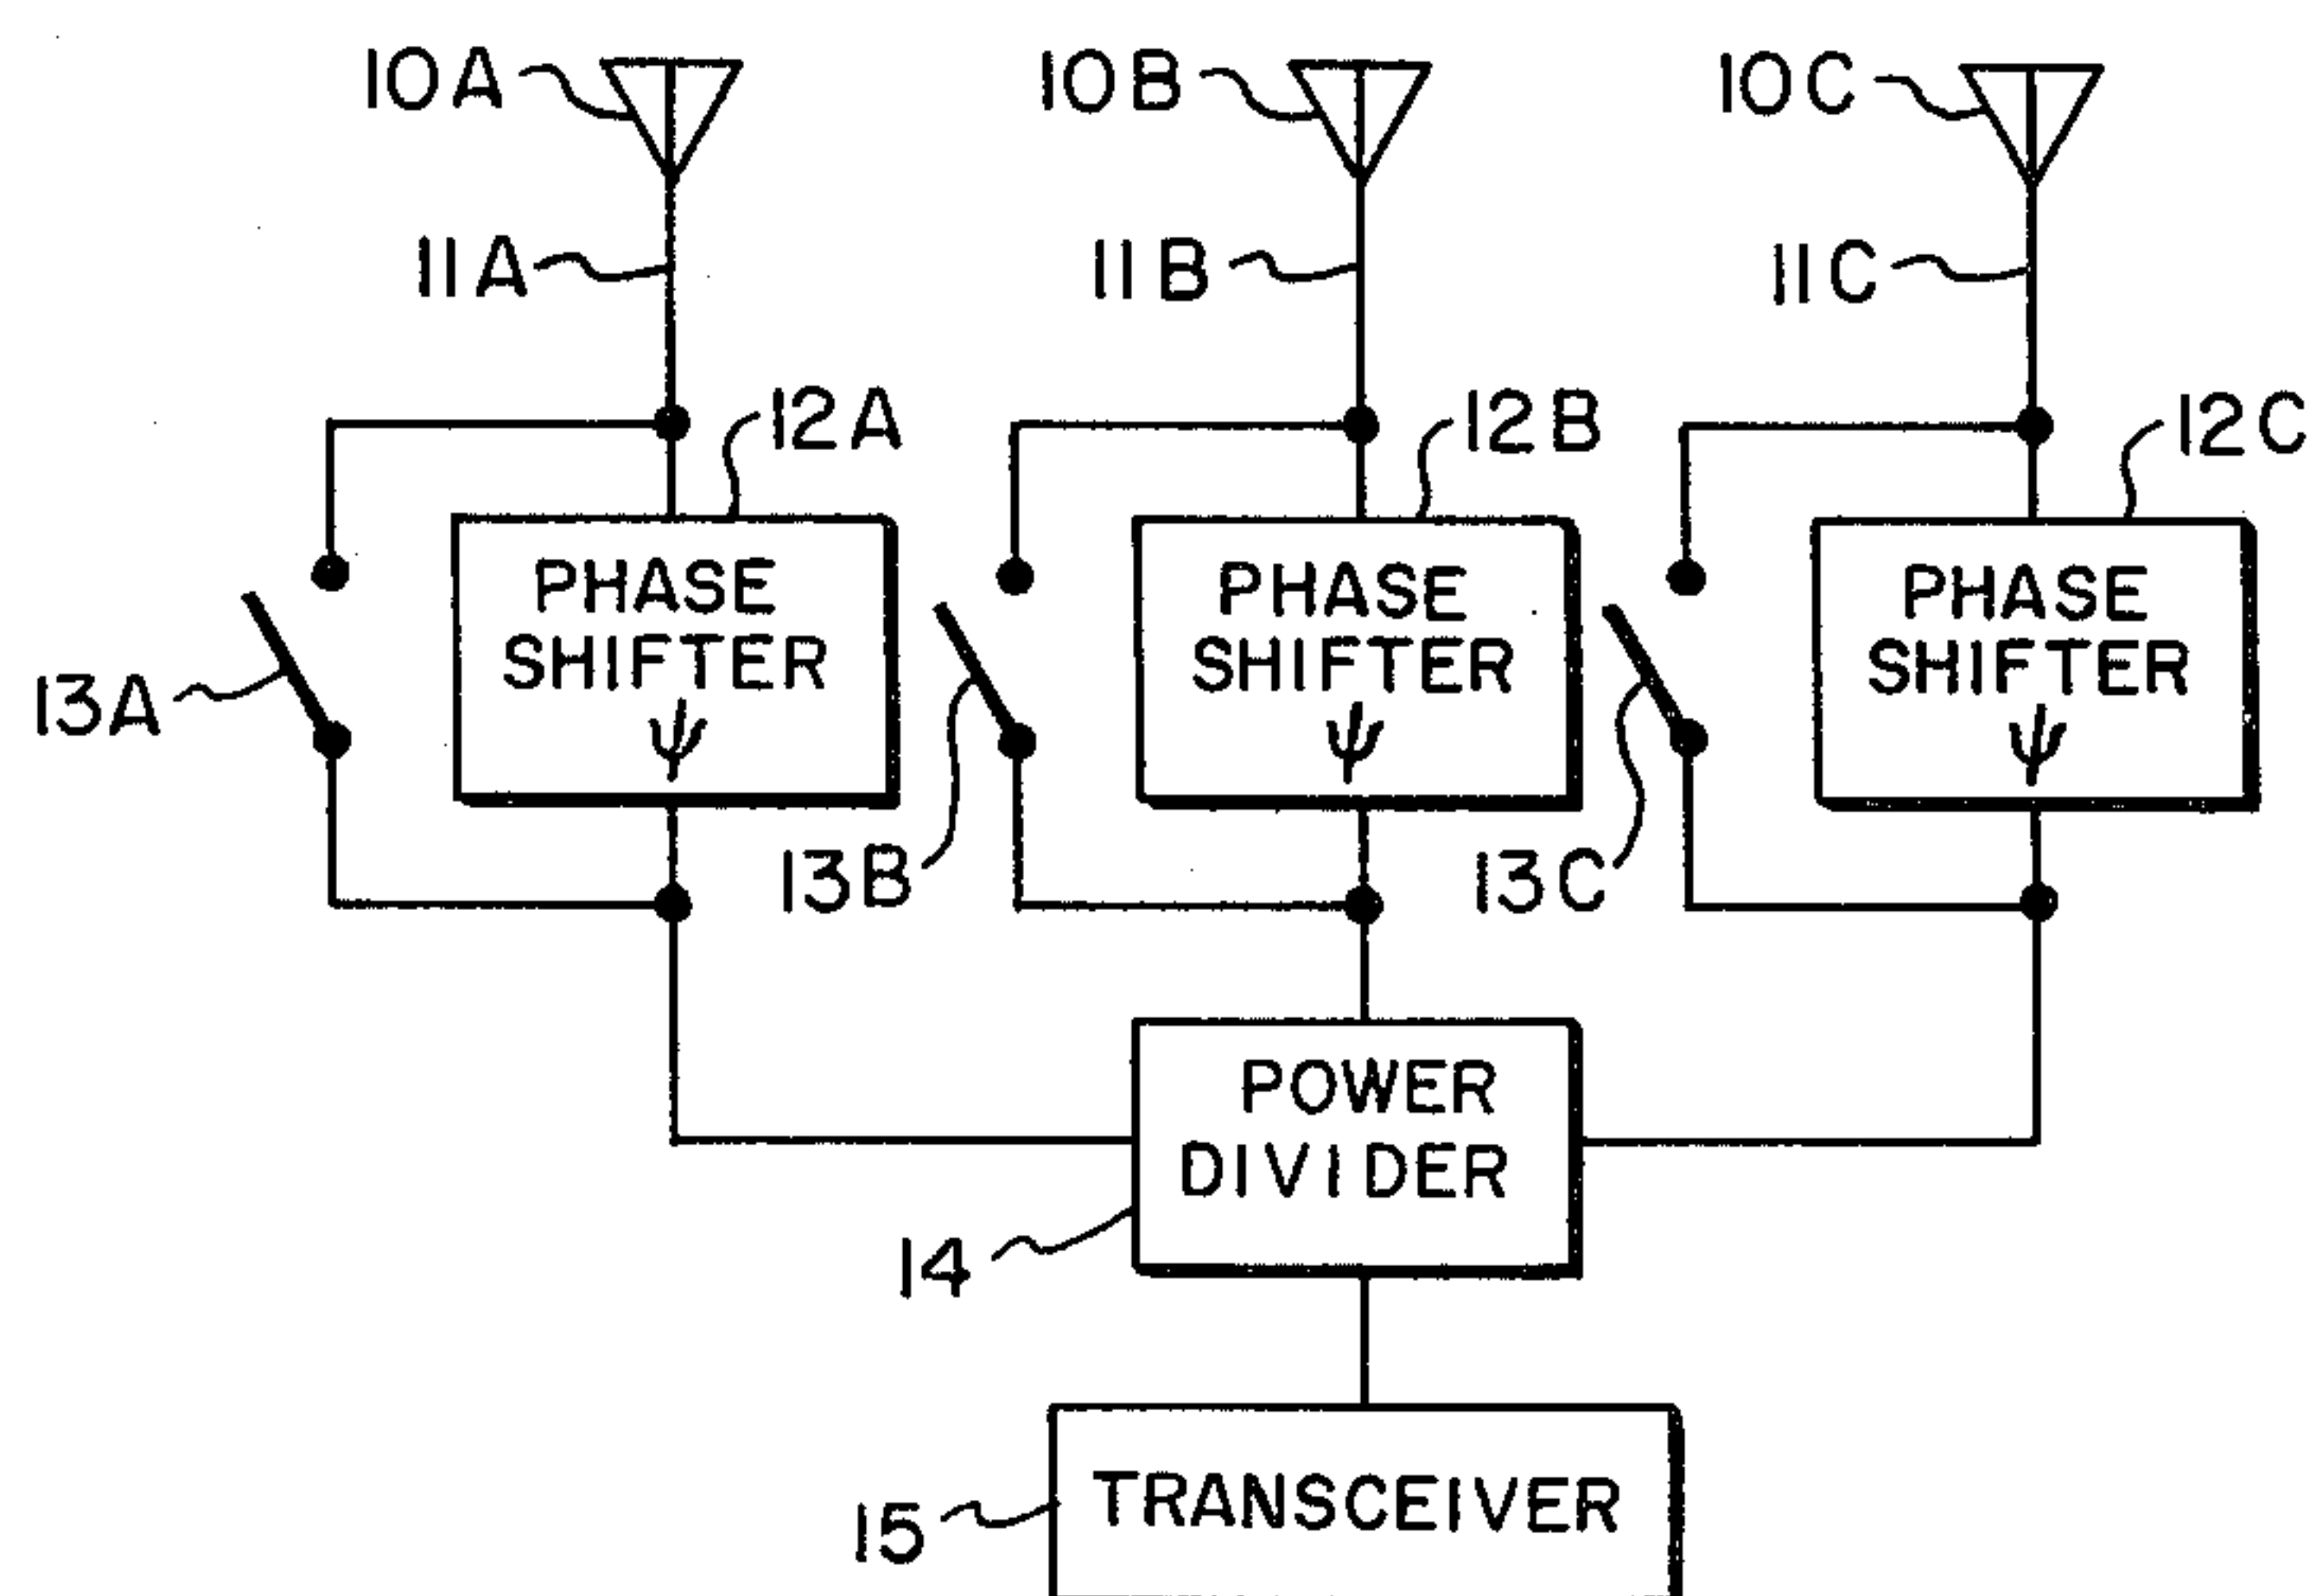 10A 10B 10C
11A 11B 11C
12A 12B 12C
PHASE SHIFTER ψ
PHASE SHIFTER ψ
PHASE SHIFTER ψ
13A
13B 13C
POWER
DIVIDER
14
TRANSCEIVER
15